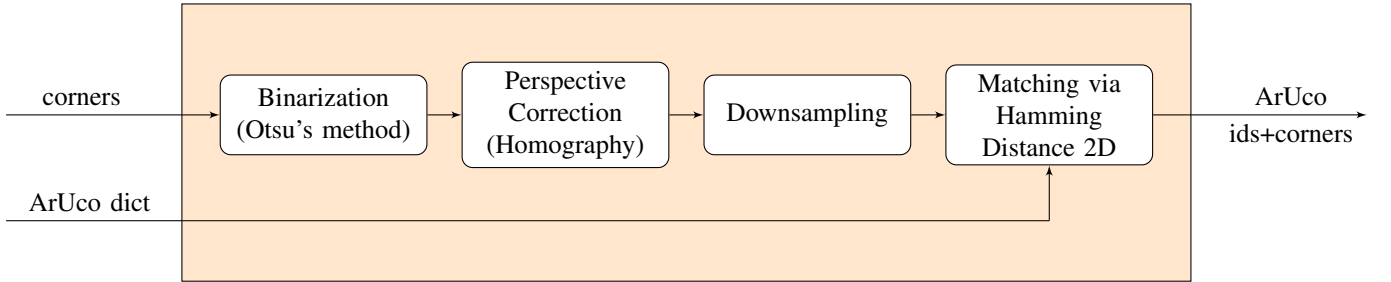 corners
Binarization
(Otsu's method)
Perspective
Correction
(Homography)
Downsampling
Matching via
Hamming
Distance 2D
ArUco
ids+corners
ArUco dict